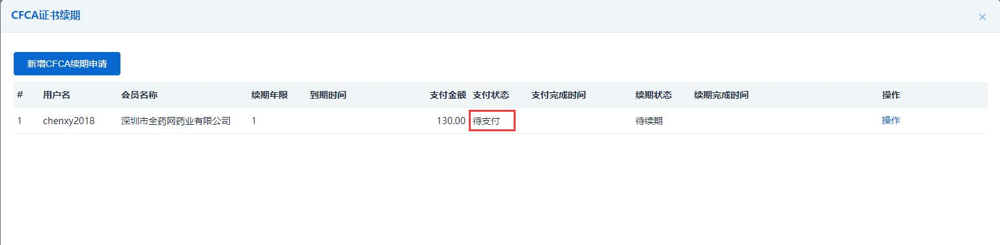 CFCA证书续期
新增CFCA续期申请
# 用户名 会员名称 续期年限 到期时间 支付金额 支付状态 支付完成时间 续期状态 续期完成时间 操作
1 chenxy2018 深圳市全药网药业有限公司 1 130.00 待支付 待续期 操作